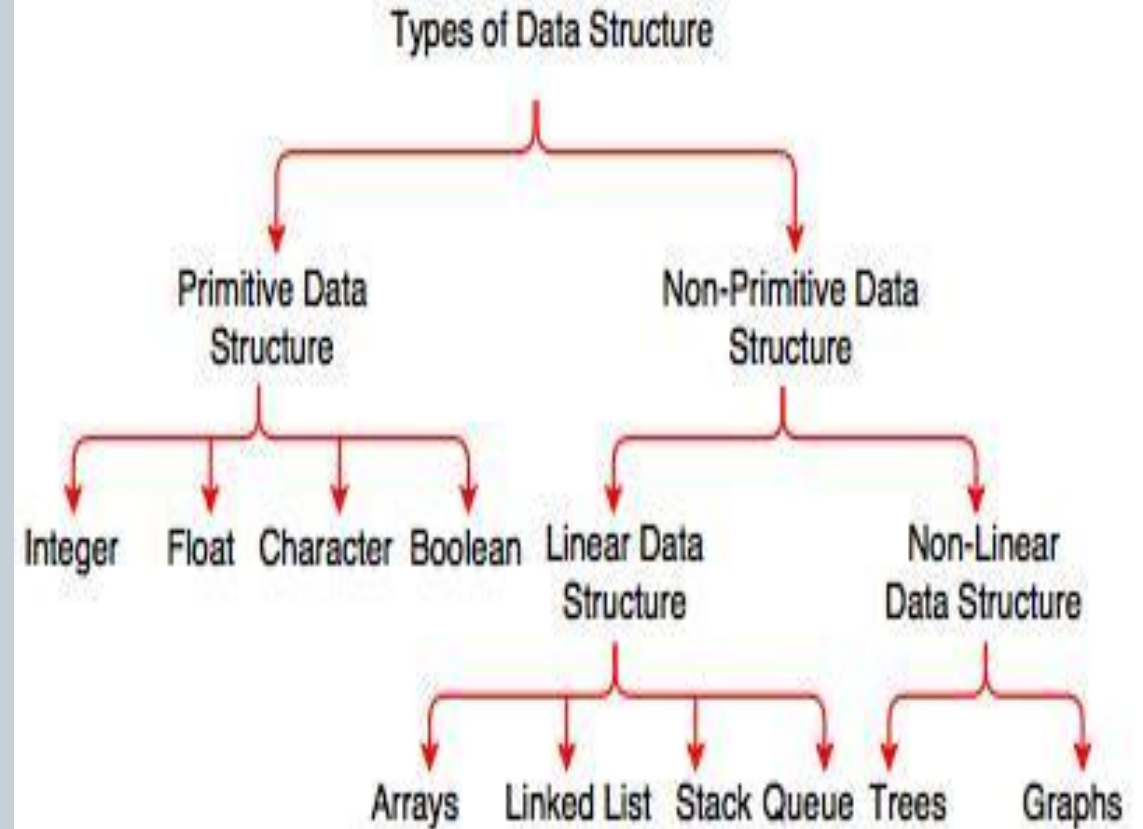 Types of Data Structure
Primitive Data
Structure
Non-Primitive Data
Structure
Integer
Float
Character
Boolean
Linear Data
Structure
Non-Linear
Data Structure
Arrays
Linked List
Stack
Queue
Trees
Graphs